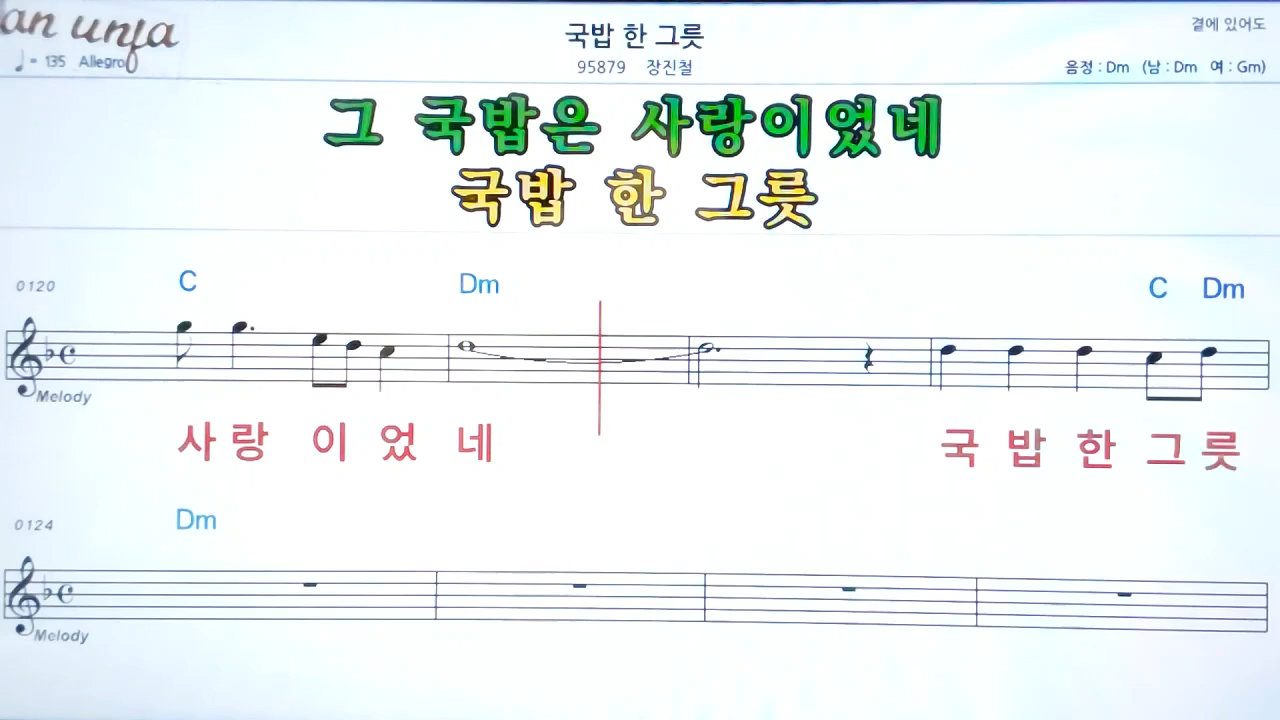 an unja
♩ = 135 Allegro
국밥 한 그릇
95879 장진철
곁에 있어도
음정 : Dm (남 : Dm 여 : Gm)
그 국밥은 사랑이었네
국밥 한 그릇
0120 C Dm C Dm
Melody
사 랑 이 었 네 국 밥 한 그 릇
0124 Dm
Melody